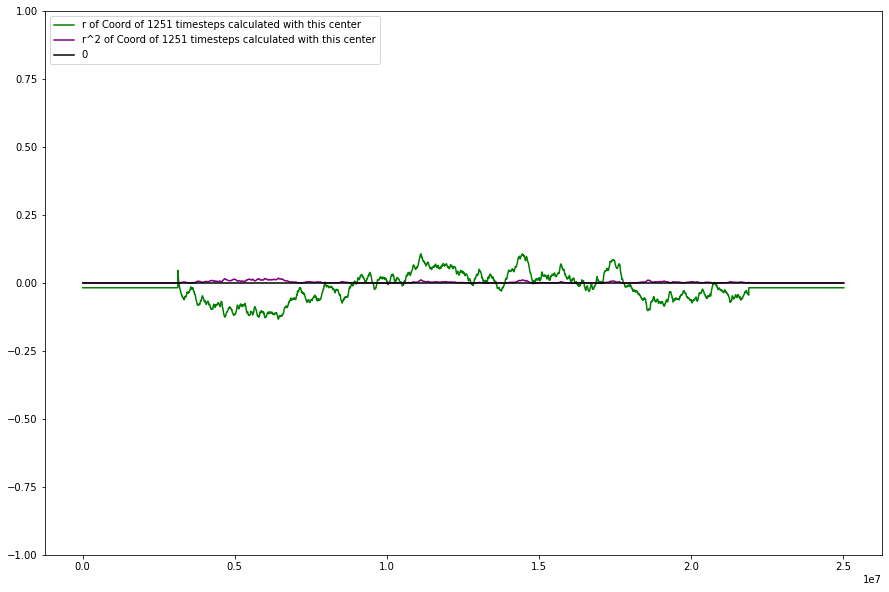 r of Coord of 1251 timesteps calculated with this center
r^2 of Coord of 1251 timesteps calculated with this center
0
1.00
0.75
0.50
0.25
0.00
−0.25
−0.50
−0.75
−1.00
0.0 0.5 1.0 1.5 2.0 2.5
1e7